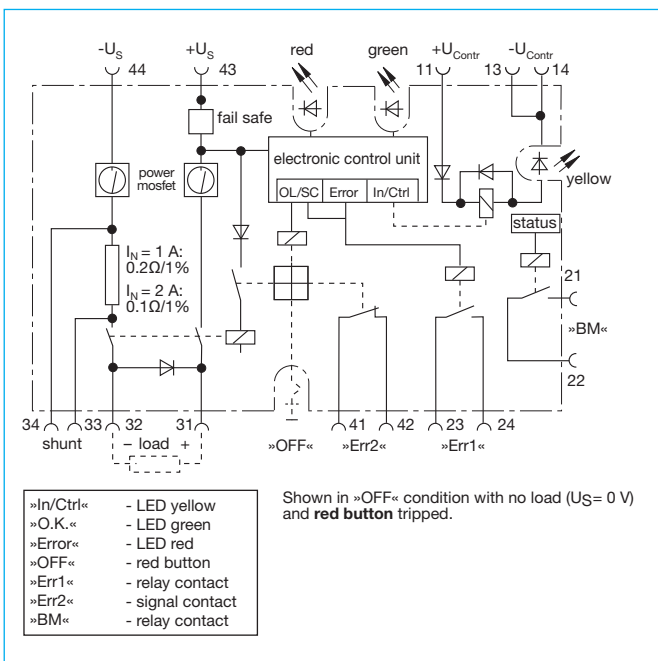 -US +US red green +UContr -UContr
44 43 11 13 14
fail safe
electronic control unit
power
mosfet
yellow
OL/SC Error In/Ctrl
status
IN = 1 A:
0.2Ω/1%
IN = 2 A:
0.1Ω/1%
21
»BM«
22
34 33 32 31 41 42 23 24
shunt – load + »OFF« »Err2« »Err1«
»In/Ctrl« - LED yellow
»O.K.« - LED green
»Error« - LED red
»OFF« - red button
»Err1« - relay contact
»Err2« - signal contact
»BM« - relay contact
Shown in »OFF« condition with no load (US= 0 V)
and red button tripped.